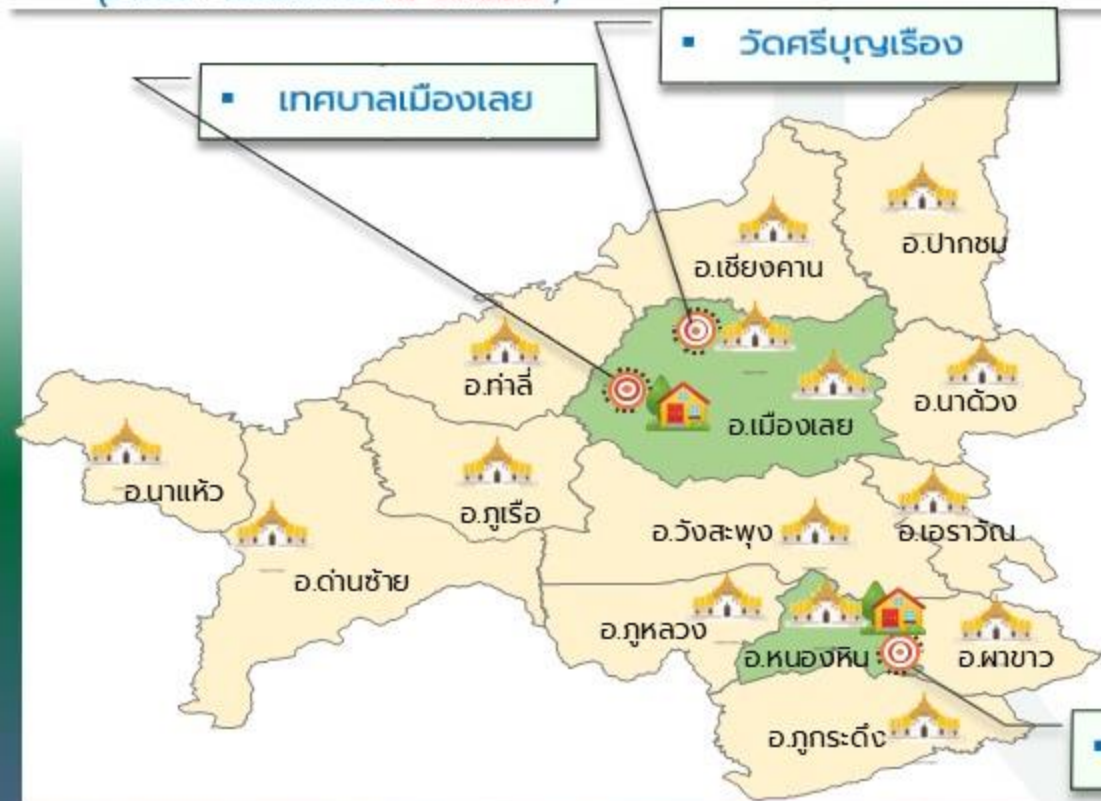 ▪ วัดศรีบุญเรือง
▪ เทศบาลเมืองเลย
อ.ปากชม
อ.เชียงคาน
อ.ท่าลี่
อ.นาด้วง
อ.เมืองเลย
อ.นาแห้ว
อ.ภูเรือ
อ.วังสะพุง
อ.เอราวัณ
อ.ด่านซ้าย
อ.ภูหลวง
อ.หนองหิน
อ.ผาขาว
อ.ภูกระดึง
▪